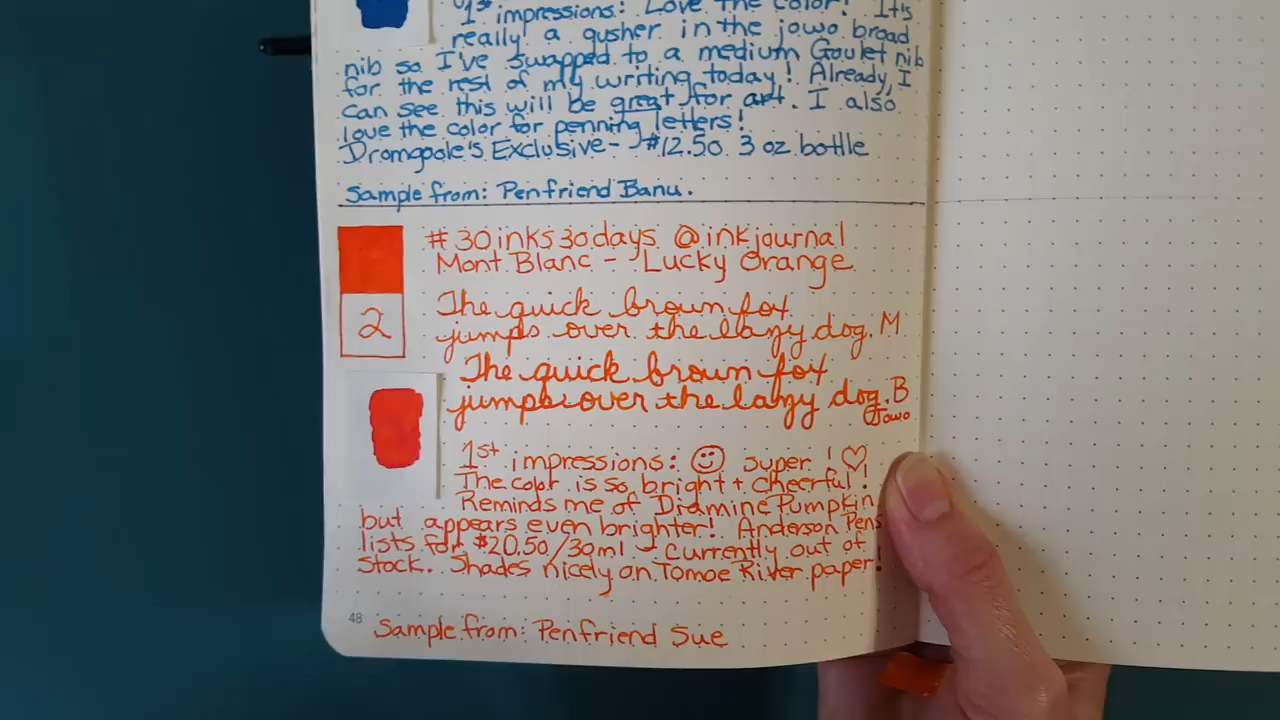 1st impressions: Love the color! It's
really a gusher in the jowo broad
nib so I've swapped to a medium Goulet nib
for the rest of my writing today! Already, I
can see this will be great for art. I also
love the color for penning letters!
Dromgoole's Exclusive - $12.50 3 oz bottle
Sample from: Penfriend Banu.
#30inks30days @inkjournal
Mont Blanc - Lucky Orange
2
The quick brown fox
jumps over the lazy dog. M
The quick brown fox
jumps over the lazy dog. B
Jowo
1st impressions: ☺ super! ♡
The color is so bright + cheerful!
Reminds me of Diamine Pumpkin
but appears even brighter! Anderson Pens
lists for $20.50/30ml - Currently out of
stock. Shades nicely on Tomoe River paper!
48
Sample from: Penfriend Sue